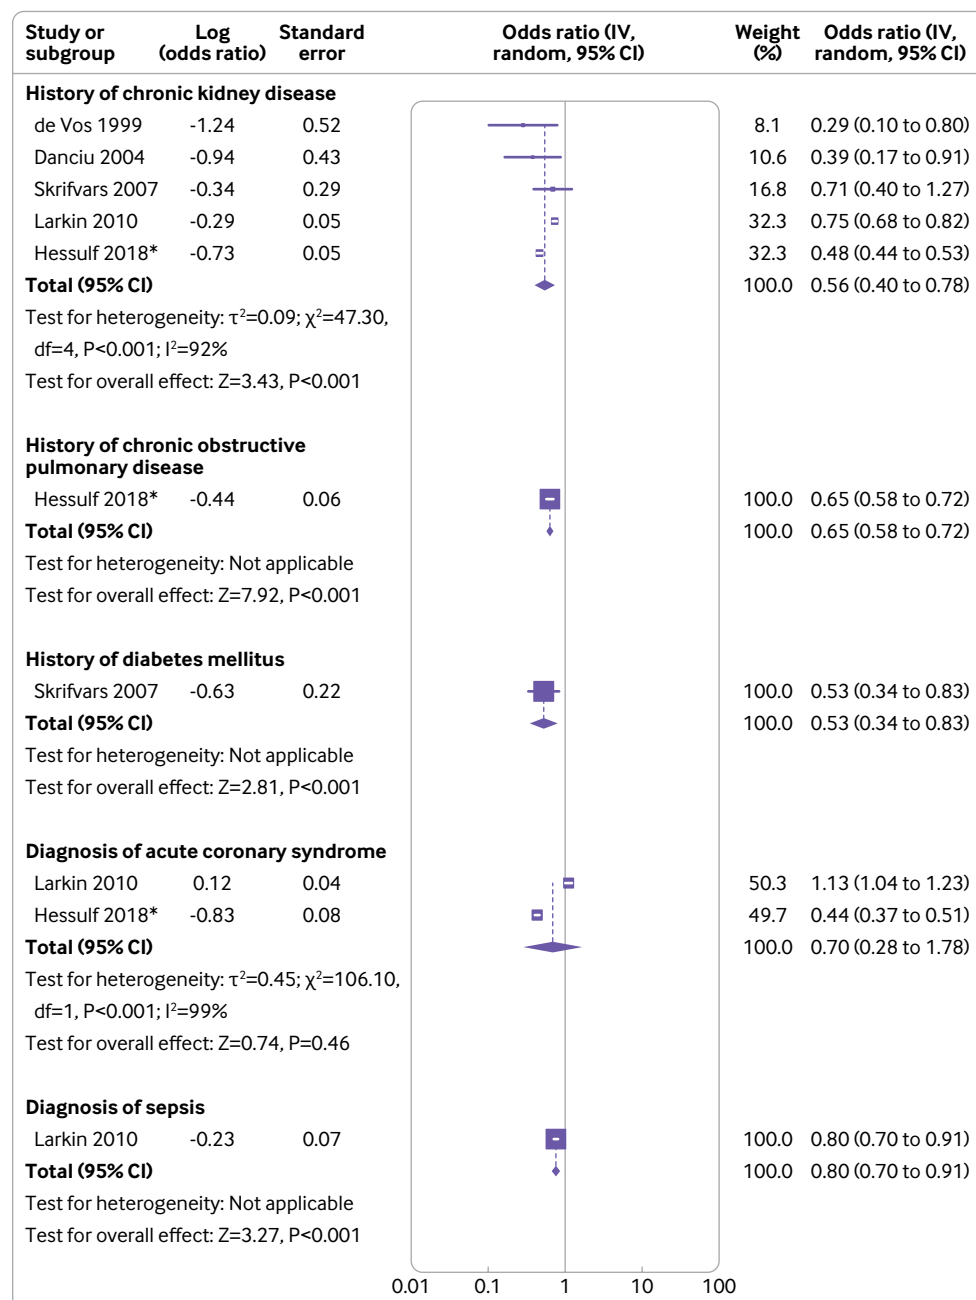 Study or subgroup Log (odds ratio) Standard error Odds ratio (IV, random, 95% CI) Weight (%) Odds ratio (IV, random, 95% CI)
History of chronic kidney disease
de Vos 1999 -1.24 0.52 8.1 0.29 (0.10 to 0.80)
Danciu 2004 -0.94 0.43 10.6 0.39 (0.17 to 0.91)
Skrifvars 2007 -0.34 0.29 16.8 0.71 (0.40 to 1.27)
Larkin 2010 -0.29 0.05 32.3 0.75 (0.68 to 0.82)
Hessulf 2018* -0.73 0.05 32.3 0.48 (0.44 to 0.53)
Total (95% CI) 100.0 0.56 (0.40 to 0.78)
Test for heterogeneity: τ²=0.09; χ²=47.30,
df=4, P<0.001; I²=92%
Test for overall effect: Z=3.43, P<0.001
History of chronic obstructive
pulmonary disease
Hessulf 2018* -0.44 0.06 100.0 0.65 (0.58 to 0.72)
Total (95% CI) 100.0 0.65 (0.58 to 0.72)
Test for heterogeneity: Not applicable
Test for overall effect: Z=7.92, P<0.001
History of diabetes mellitus
Skrifvars 2007 -0.63 0.22 100.0 0.53 (0.34 to 0.83)
Total (95% CI) 100.0 0.53 (0.34 to 0.83)
Test for heterogeneity: Not applicable
Test for overall effect: Z=2.81, P<0.001
Diagnosis of acute coronary syndrome
Larkin 2010 0.12 0.04 50.3 1.13 (1.04 to 1.23)
Hessulf 2018* -0.83 0.08 49.7 0.44 (0.37 to 0.51)
Total (95% CI) 100.0 0.70 (0.28 to 1.78)
Test for heterogeneity: τ²=0.45; χ²=106.10,
df=1, P<0.001; I²=99%
Test for overall effect: Z=0.74, P=0.46
Diagnosis of sepsis
Larkin 2010 -0.23 0.07 100.0 0.80 (0.70 to 0.91)
Total (95% CI) 100.0 0.80 (0.70 to 0.91)
Test for heterogeneity: Not applicable
Test for overall effect: Z=3.27, P<0.001
0.01 0.1 1 10 100